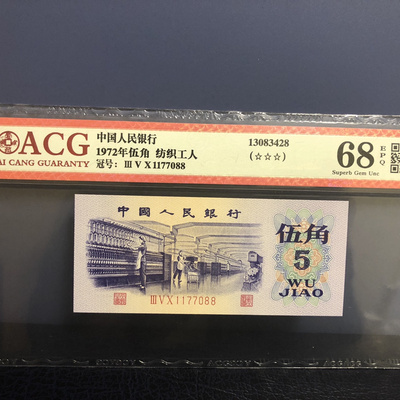 ACG
AI CANG GUARANTY
中国人民银行
1972年伍角 纺织工人
冠号: ⅢⅤⅩ1177088
13083428
(☆☆☆)
68
EPQ
Superb Gem Unc
中國人民銀行
伍角
5
WU
JIAO
ⅢⅤⅩ1177088